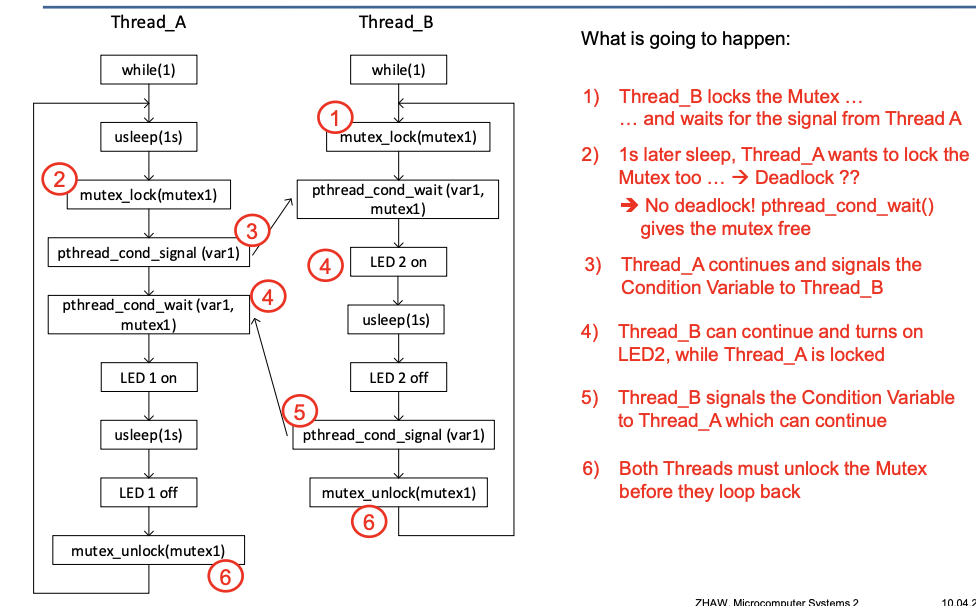 Thread_A
Thread_B
while(1)
usleep(1s)
2
mutex_lock(mutex1)
3
pthread_cond_signal (var1)
4
pthread_cond_wait (var1,
mutex1)
LED 1 on
usleep(1s)
LED 1 off
mutex_unlock(mutex1)
6
while(1)
1
mutex_lock(mutex1)
pthread_cond_wait (var1,
mutex1)
4
LED 2 on
usleep(1s)
LED 2 off
5
pthread_cond_signal (var1)
mutex_unlock(mutex1)
6
What is going to happen:
1) Thread_B locks the Mutex …
… and waits for the signal from Thread A
2) 1s later sleep, Thread_A wants to lock the
Mutex too … → Deadlock ??
➔ No deadlock! pthread_cond_wait()
gives the mutex free
3) Thread_A continues and signals the
Condition Variable to Thread_B
4) Thread_B can continue and turns on
LED2, while Thread_A is locked
5) Thread_B signals the Condition Variable
to Thread_A which can continue
6) Both Threads must unlock the Mutex
before they loop back
ZHAW, Microcomputer Systems 2
10.04.2